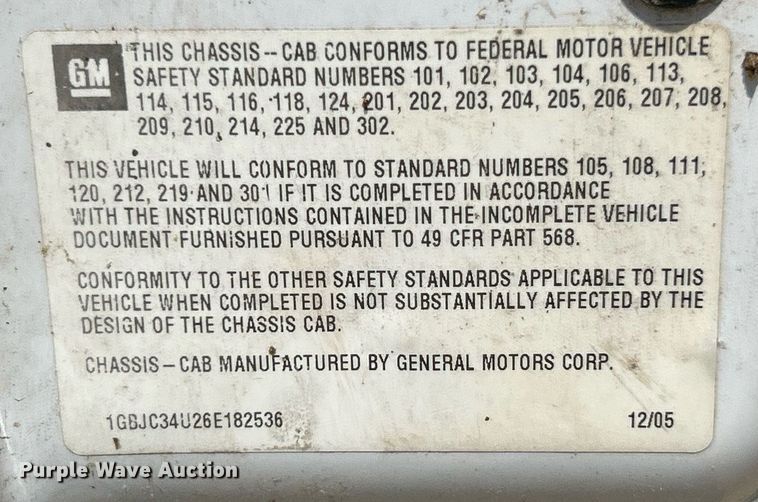 GM
THIS CHASSIS-CAB CONFORMS TO FEDERAL MOTOR VEHICLE
SAFETY STANDARD NUMBERS 101, 102, 103, 104, 106, 113,
114, 115, 116, 118, 124, 201, 202, 203, 204, 205, 206, 207, 208,
209, 210, 214, 225 AND 302.
THIS VEHICLE WILL CONFORM TO STANDARD NUMBERS 105, 108, 111,
120, 212, 219 AND 301 IF IT IS COMPLETED IN ACCORDANCE
WITH THE INSTRUCTIONS CONTAINED IN THE INCOMPLETE VEHICLE
DOCUMENT FURNISHED PURSUANT TO 49 CFR PART 568.
CONFORMITY TO THE OTHER SAFETY STANDARDS APPLICABLE TO THIS
VEHICLE WHEN COMPLETED IS NOT SUBSTANTIALLY AFFECTED BY THE
DESIGN OF THE CHASSIS CAB.
CHASSIS-CAB MANUFACTURED BY GENERAL MOTORS CORP.
1GBJC34U26E182536 12/05
Purple Wave Auction